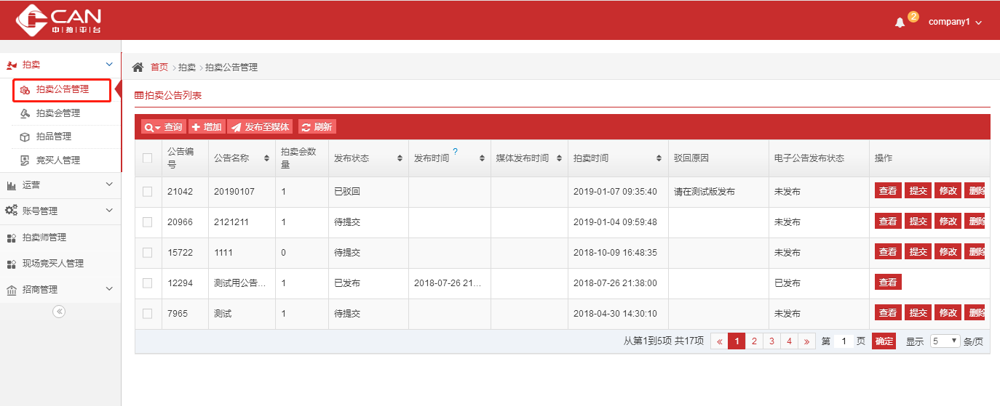 CAN
中拍平台
2
company1
拍卖
拍卖公告管理
拍卖会管理
拍品管理
竞买人管理
运营
账号管理
拍卖师管理
现场竞买人管理
招商管理
首页 > 拍卖 > 拍卖公告管理
拍卖公告列表
查询 增加 发布至媒体 刷新
公告编号 公告名称 拍卖会数量 发布状态 发布时间 ? 媒体发布时间 拍卖时间 驳回原因 电子公告发布状态 操作
21042 20190107 1 已驳回 2019-01-07 09:35:40 请在测试版发布 未发布 查看 提交 修改 删除
20966 2121211 1 待提交 2019-01-04 09:59:48 未发布 查看 提交 修改 删除
15722 1111 0 待提交 2018-10-09 16:48:35 未发布 查看 提交 修改 删除
12294 测试用公告... 1 已发布 2018-07-26 21... 2018-07-26 21:38:00 已发布 查看
7965 测试 1 待提交 2018-04-30 14:30:10 未发布 查看 提交 修改 删除
从第1到5项 共17项 « 1 2 3 4 » 第 1 页 确定 显示 5 条/页